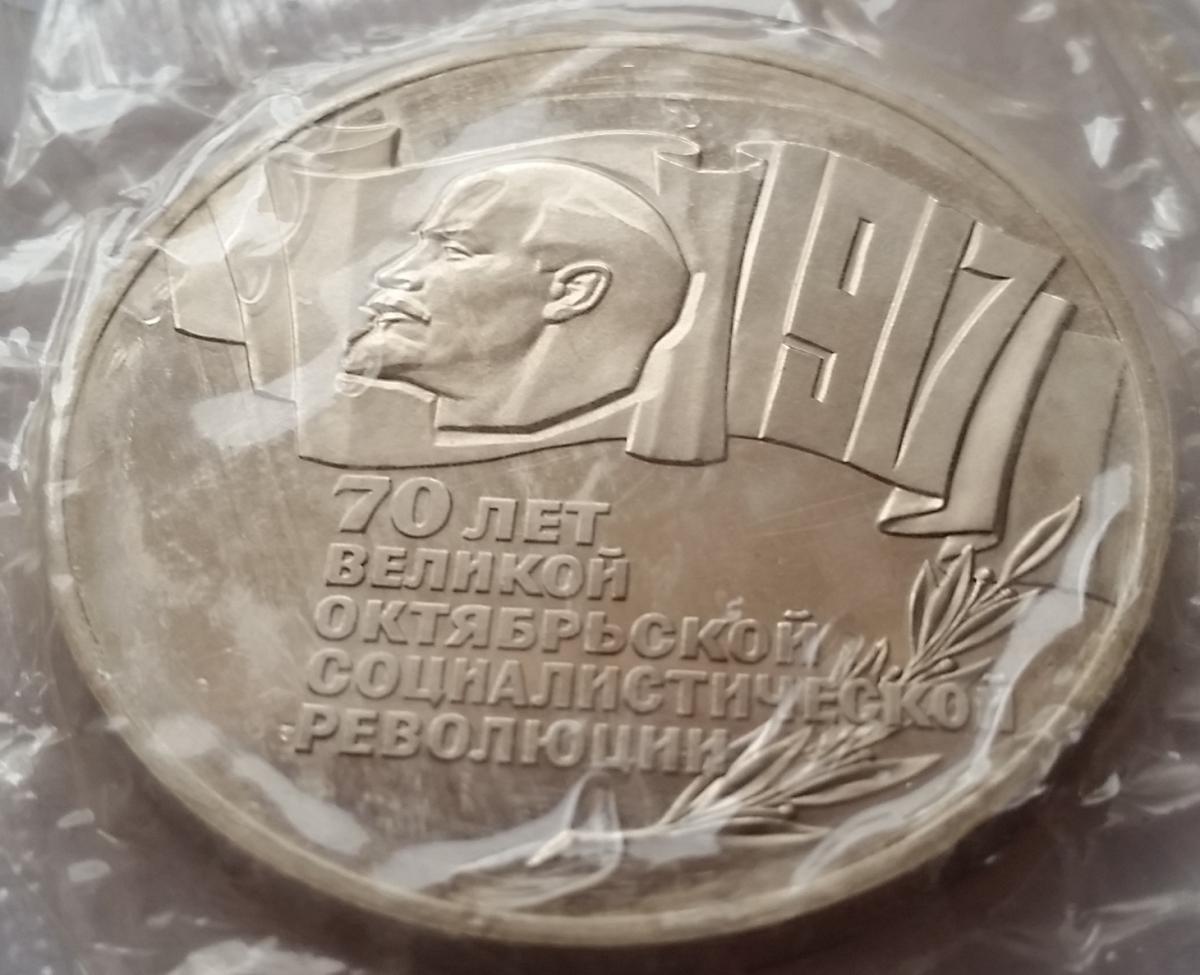 1917
70 ЛЕТ
ВЕЛИКОЙ
ОКТЯБРЬСКОЙ
СОЦИАЛИСТИЧЕСКОЙ
РЕВОЛЮЦИИ